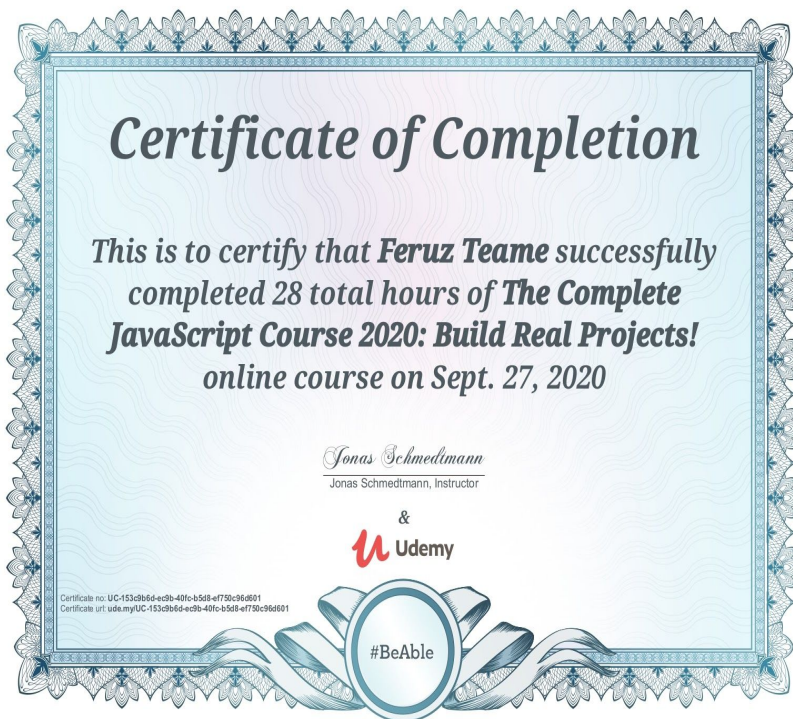 Certificate of Completion
This is to certify that Feruz Teame successfully
completed 28 total hours of The Complete
JavaScript Course 2020: Build Real Projects!
online course on Sept. 27, 2020
Jonas Schmedtmann
Jonas Schmedtmann, Instructor
&
Udemy
Certificate no: UC-153c9b6d-ec9b-40fc-b5d8-ef750c96d601
Certificate url: ude.my/UC-153c9b6d-ec9b-40fc-b5d8-ef750c96d601
#BeAble